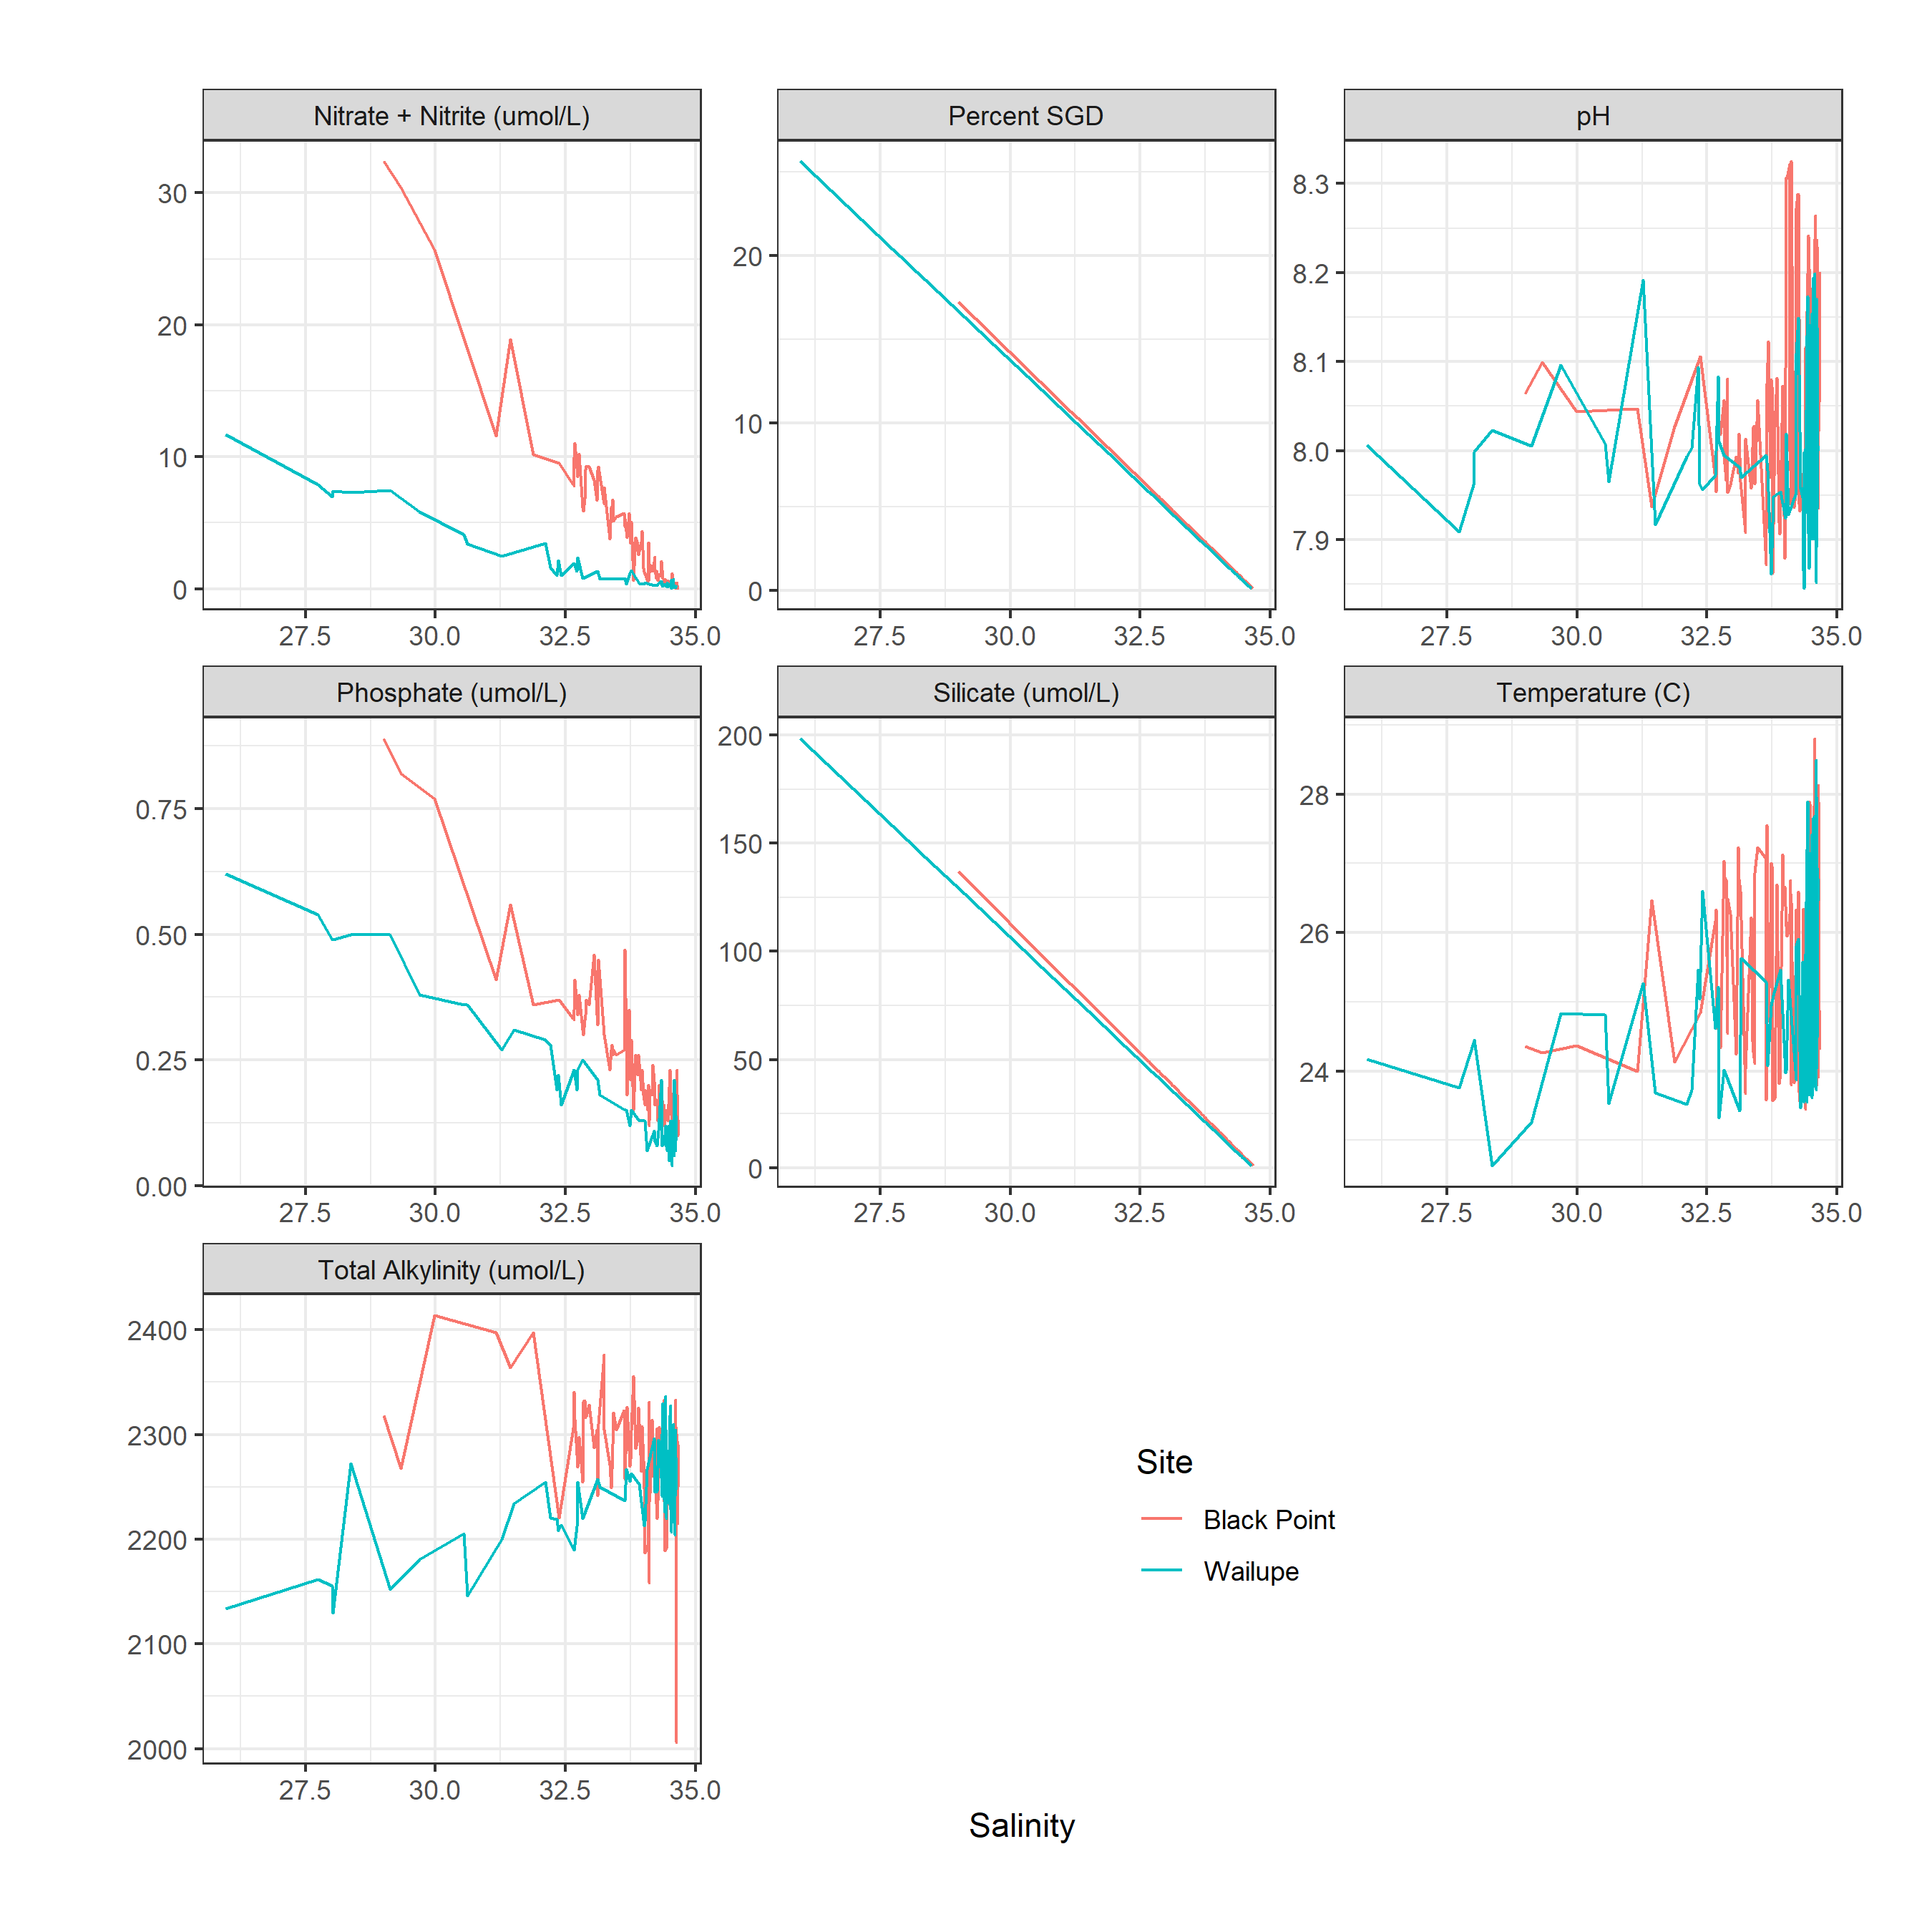 Nitrate + Nitrite (umol/L)
Percent SGD
pH
30
20
10
0
20
10
0
8.3
8.2
8.1
8.0
7.9
27.5 30.0 32.5 35.0
27.5 30.0 32.5 35.0
27.5 30.0 32.5 35.0
Phosphate (umol/L)
Silicate (umol/L)
Temperature (C)
0.75
0.50
0.25
0.00
200
150
100
50
0
28
26
24
27.5 30.0 32.5 35.0
27.5 30.0 32.5 35.0
27.5 30.0 32.5 35.0
Total Alkylinity (umol/L)
2400
2300
2200
2100
2000
27.5 30.0 32.5 35.0
Site
Black Point
Wailupe
Salinity